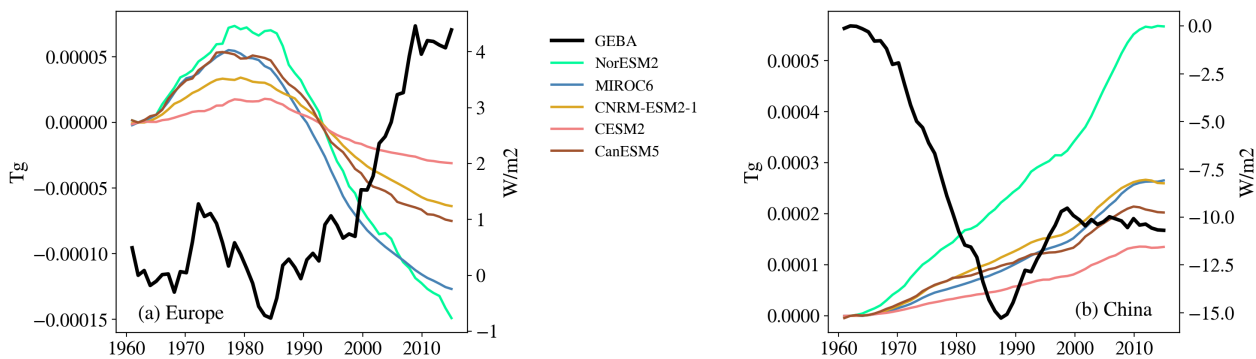 0.00005
0.00000
−0.00005
−0.00010
−0.00015
Tg
4
3
2
1
0
−1
W/m2
(a) Europe
1960 1970 1980 1990 2000 2010
GEBA
NorESM2
MIROC6
CNRM-ESM2-1
CESM2
CanESM5
0.0005
0.0004
0.0003
0.0002
0.0001
0.0000
Tg
0.0
−2.5
−5.0
−7.5
−10.0
−12.5
−15.0
W/m2
(b) China
1960 1970 1980 1990 2000 2010